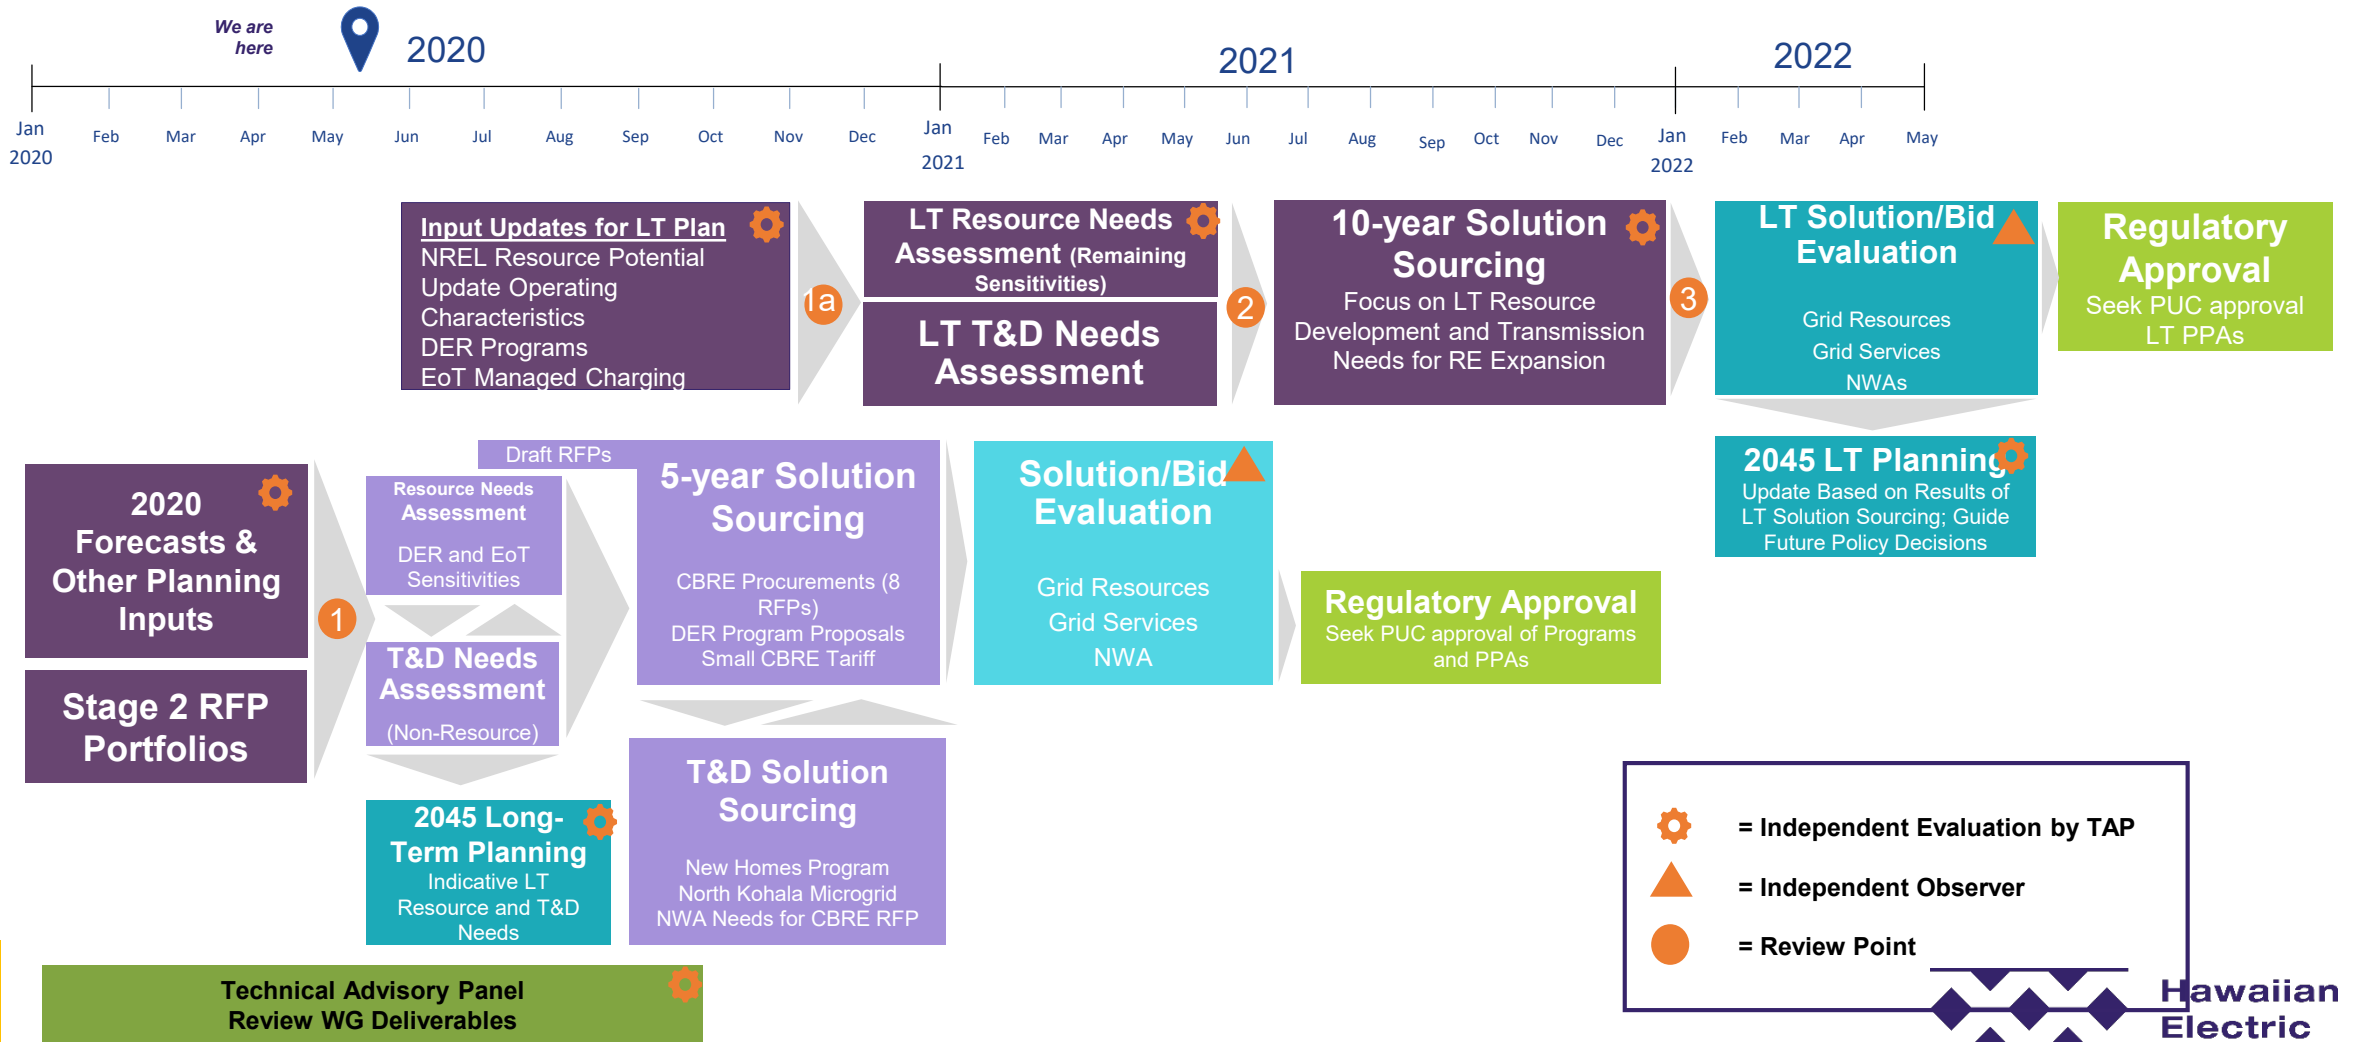 We are
here
2020
2021
2022
Jan
2020
Feb
Mar
Apr
May
Jun
Jul
Aug
Sep
Oct
Nov
Dec
Jan
2021
Feb
Mar
Apr
May
Jun
Jul
Aug
Sep
Oct
Nov
Dec
Jan
2022
Feb
Mar
Apr
May
Input Updates for LT Plan
NREL Resource Potential
Update Operating
Characteristics
DER Programs
EoT Managed Charging
1a
LT Resource Needs
Assessment (Remaining
Sensitivities)
LT T&D Needs
Assessment
2
10-year Solution
Sourcing
Focus on LT Resource
Development and Transmission
Needs for RE Expansion
3
LT Solution/Bid
Evaluation
Grid Resources
Grid Services
NWAs
Regulatory
Approval
Seek PUC approval
LT PPAs
2045 LT Planning
Update Based on Results of
LT Solution Sourcing; Guide
Future Policy Decisions
2020
Forecasts &
Other Planning
Inputs
Stage 2 RFP
Portfolios
1
Draft RFPs
Resource Needs
Assessment
DER and EoT
Sensitivities
T&D Needs
Assessment
(Non-Resource)
2045 Long-
Term Planning
Indicative LT
Resource and T&D
Needs
5-year Solution
Sourcing
CBRE Procurements (8
RFPs)
DER Program Proposals
Small CBRE Tariff
T&D Solution
Sourcing
New Homes Program
North Kohala Microgrid
NWA Needs for CBRE RFP
Solution/Bid
Evaluation
Grid Resources
Grid Services
NWA
Regulatory Approval
Seek PUC approval of Programs
and PPAs
Technical Advisory Panel
Review WG Deliverables
= Independent Evaluation by TAP
= Independent Observer
= Review Point
Hawaiian
Electric